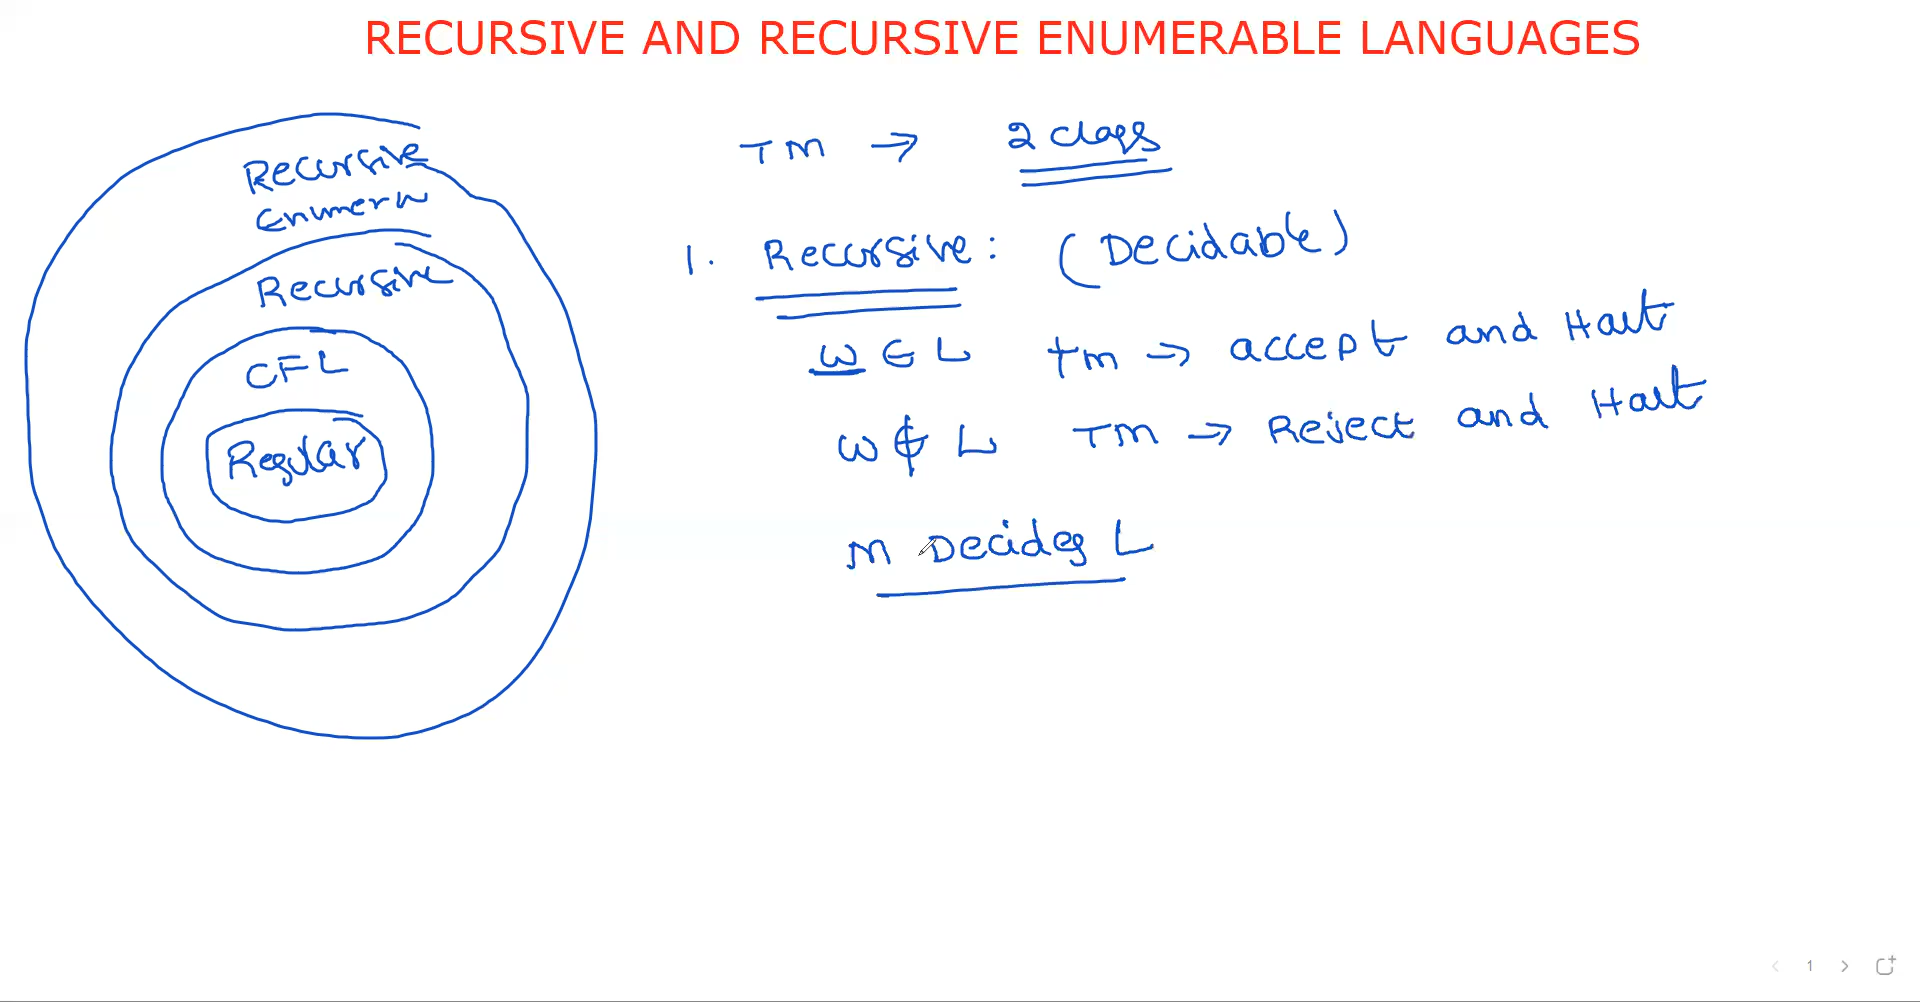 RECURSIVE AND RECURSIVE ENUMERABLE LANGUAGES
Recursive
Recursive
CFL
Regular
TM → 2 class
1. Recursive: (Decidable)
w ∈ L TM → accept and Halt
w ∉ L TM → Reject and Halt
M Decides L
1